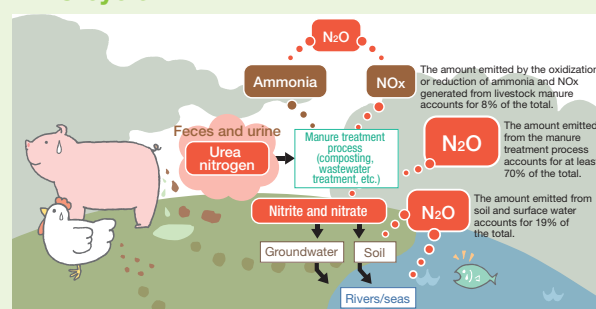 N2O
Ammonia
NOx
The amount emitted by the oxidization
or reduction of ammonia and NOx
generated from livestock manure
accounts for 8% of the total.
Feces and urine
Urea
nitrogen
Manure treatment
process
(composting,
wastewater
treatment, etc.)
N2O
The amount emitted
from the manure
treatment process
accounts for at leas
70% of the total.
Nitrite and nitrate
N2O
The amount emitted from
soil and surface water
accounts for 19% of
the total.
Groundwater
Soil
Rivers/seas